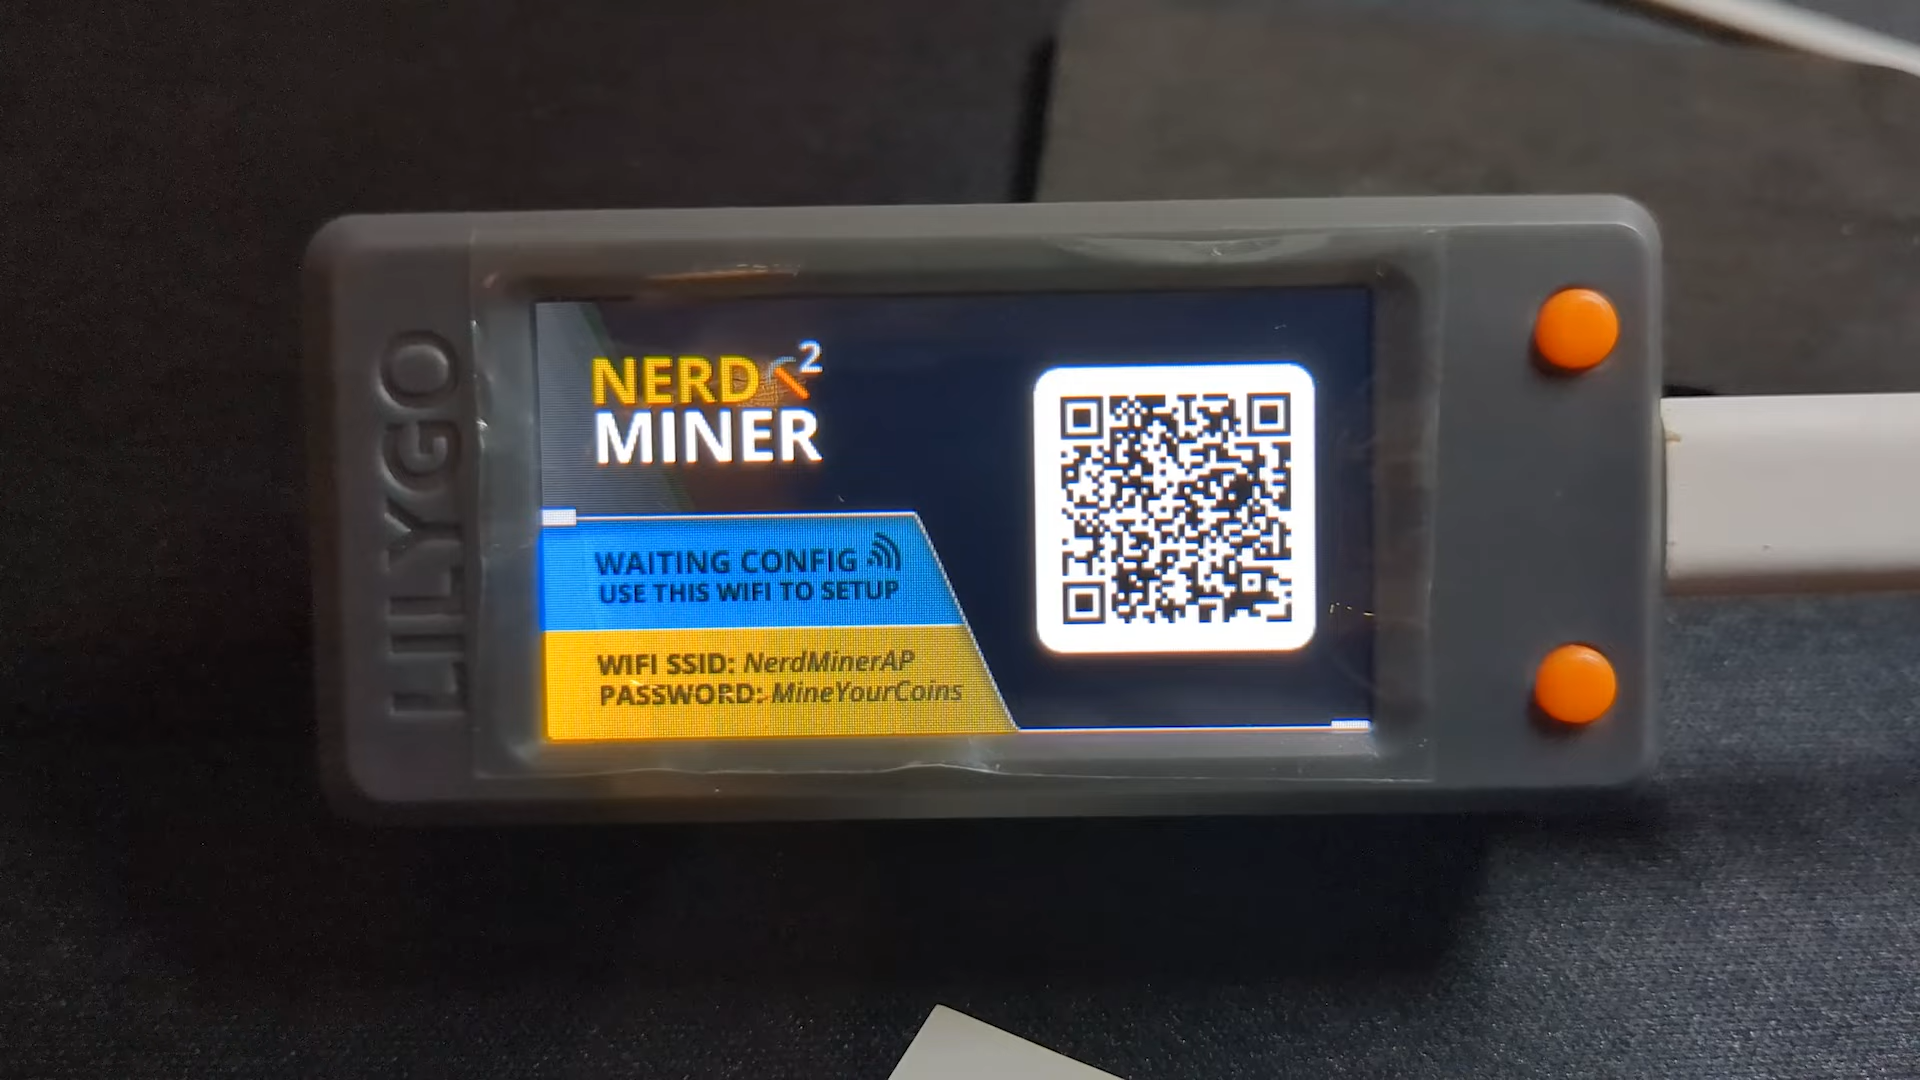 LILYGO
NERD 2
MINER
WAITING CONFIG
USE THIS WIFI TO SETUP
WIFI SSID: NerdMinerAP
PASSWORD: MineYourCoins